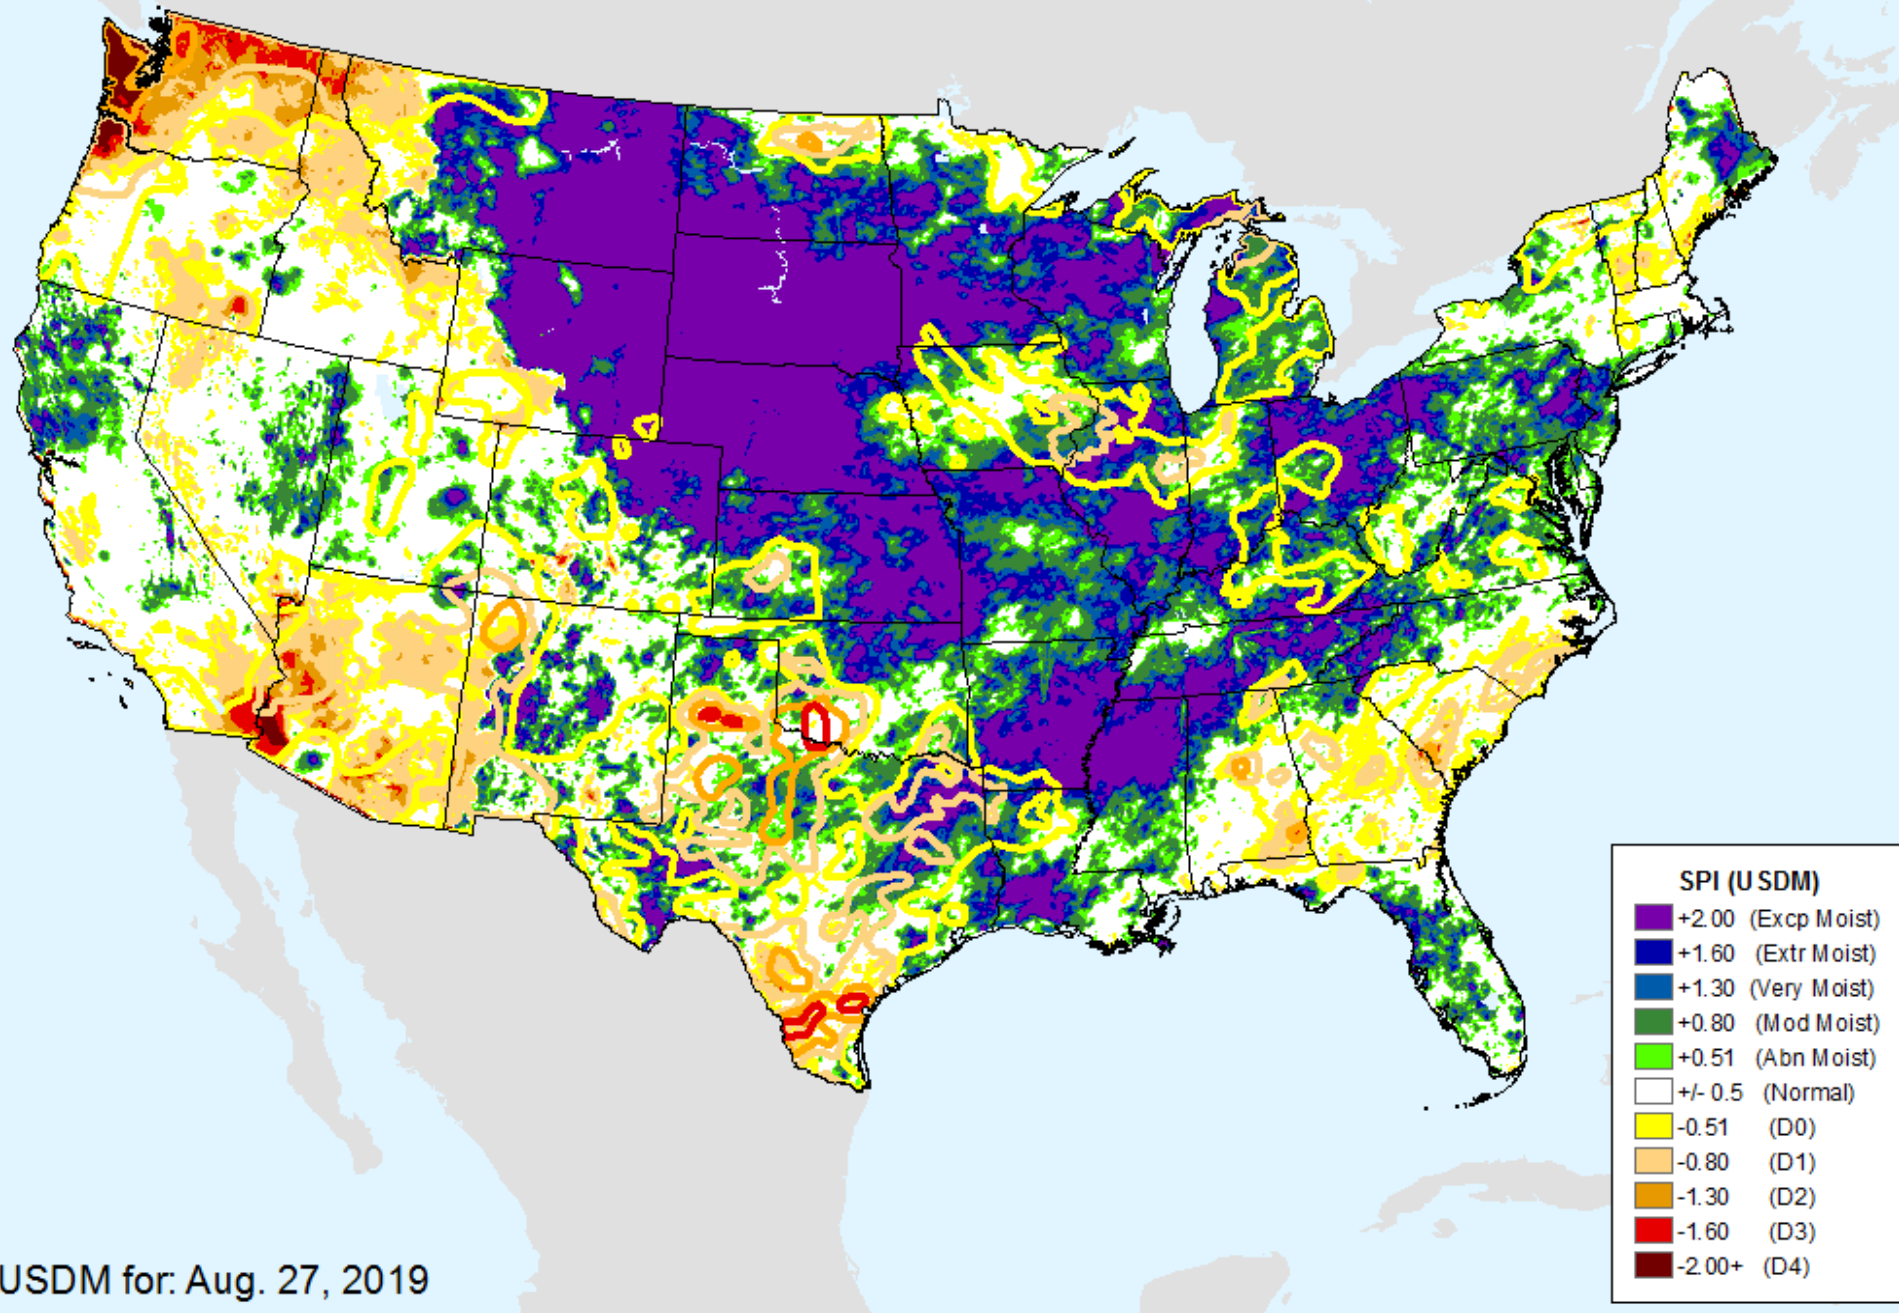 SPI (USDM)
+2.00 (Excp Moist)
+1.60 (Extr Moist)
+1.30 (Very Moist)
+0.80 (Mod Moist)
+0.51 (Abn Moist)
+/- 0.5 (Normal)
-0.51 (D0)
-0.80 (D1)
-1.30 (D2)
-1.60 (D3)
-2.00+ (D4)
USDM for: Aug. 27, 2019